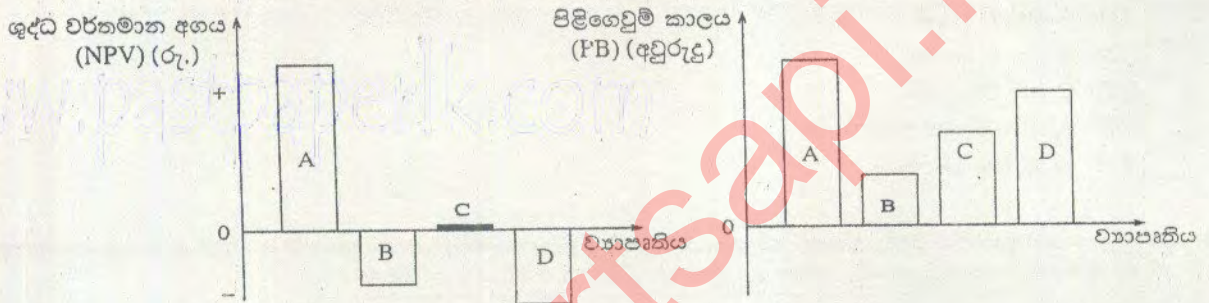 ශුද්ධ වර්තමාන අගය
(NPV) (රු.)
+
A
C
0
B
D
ව්‍යාපෘතිය
−
පිළිගෙවුම් කාලය
(PB) (අවුරුදු)
A
B
C
D
0
ව්‍යාපෘතිය